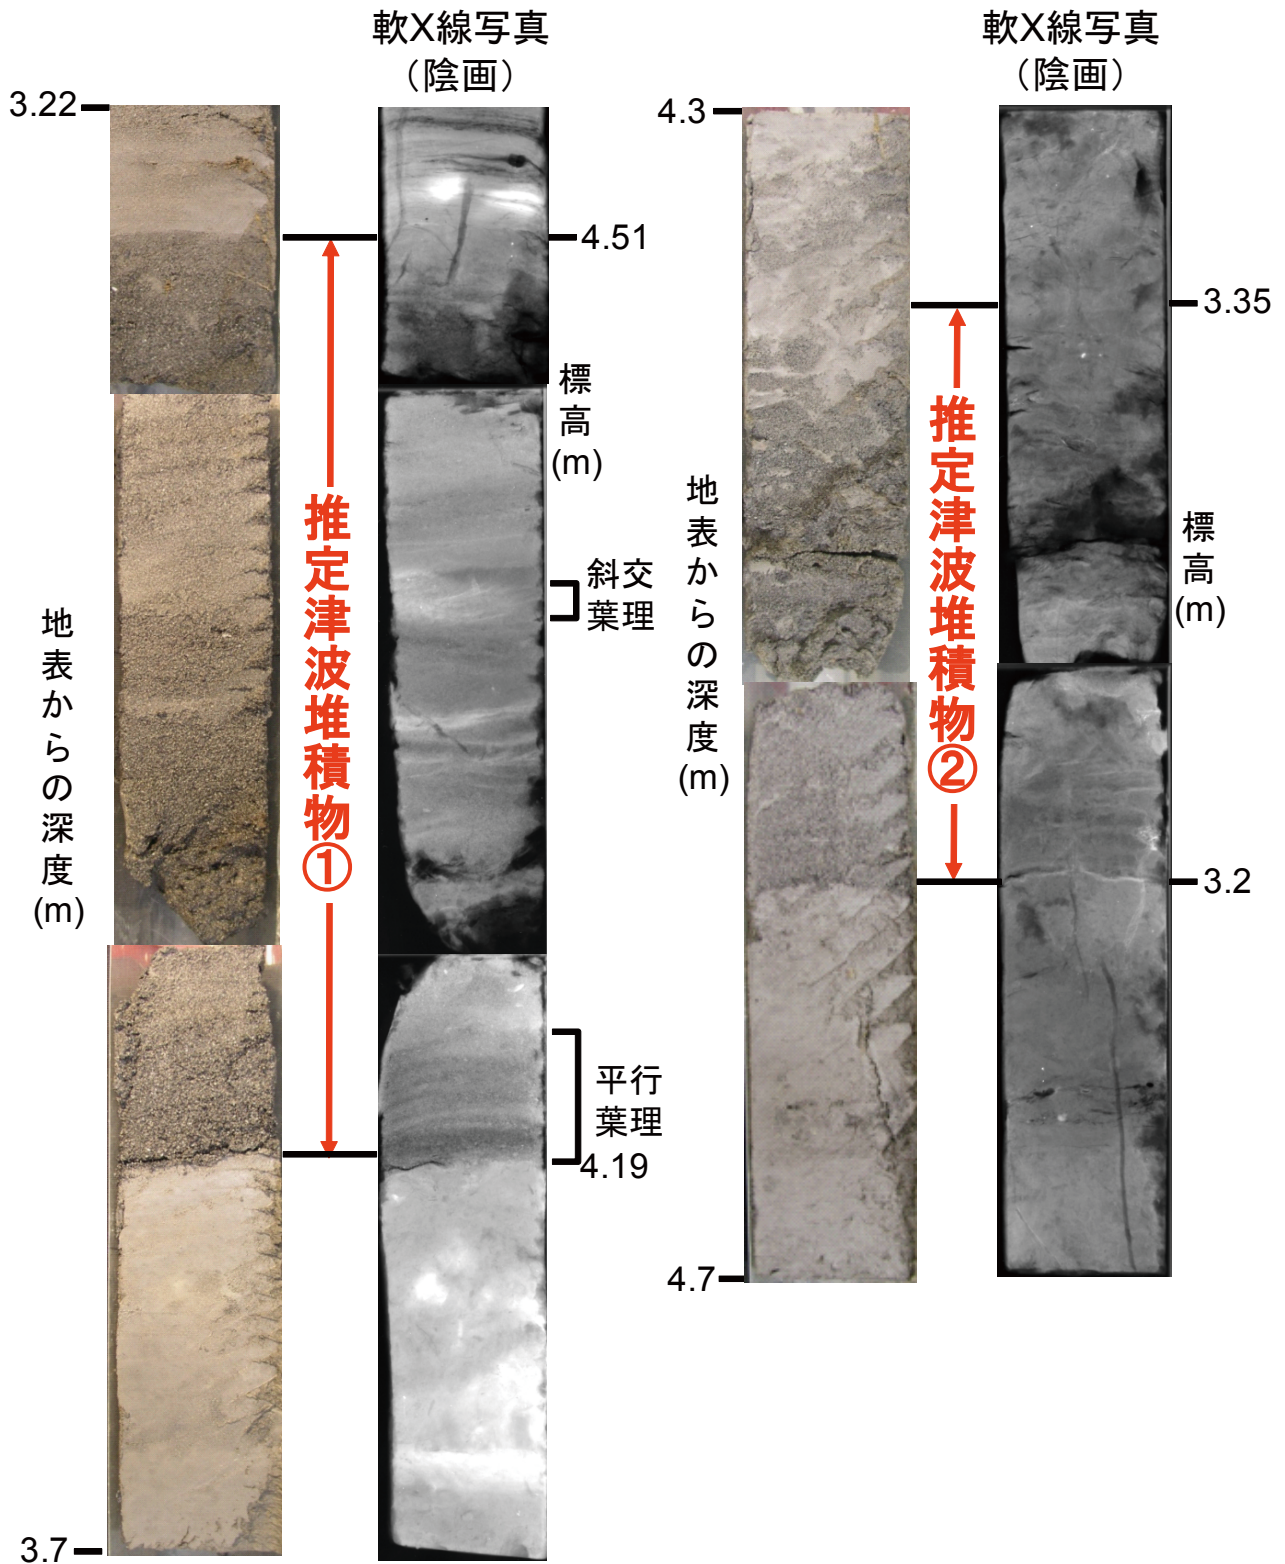 軟X線写真
（陰画）
3.22
4.51
標高
(m)
推定津波堆積物①
斜交
葉理
地表からの深度
(m)
平行
葉理
4.19
3.7
軟X線写真
（陰画）
4.3
3.35
推定津波堆積物②
地表からの深度
(m)
標高
(m)
3.2
4.7